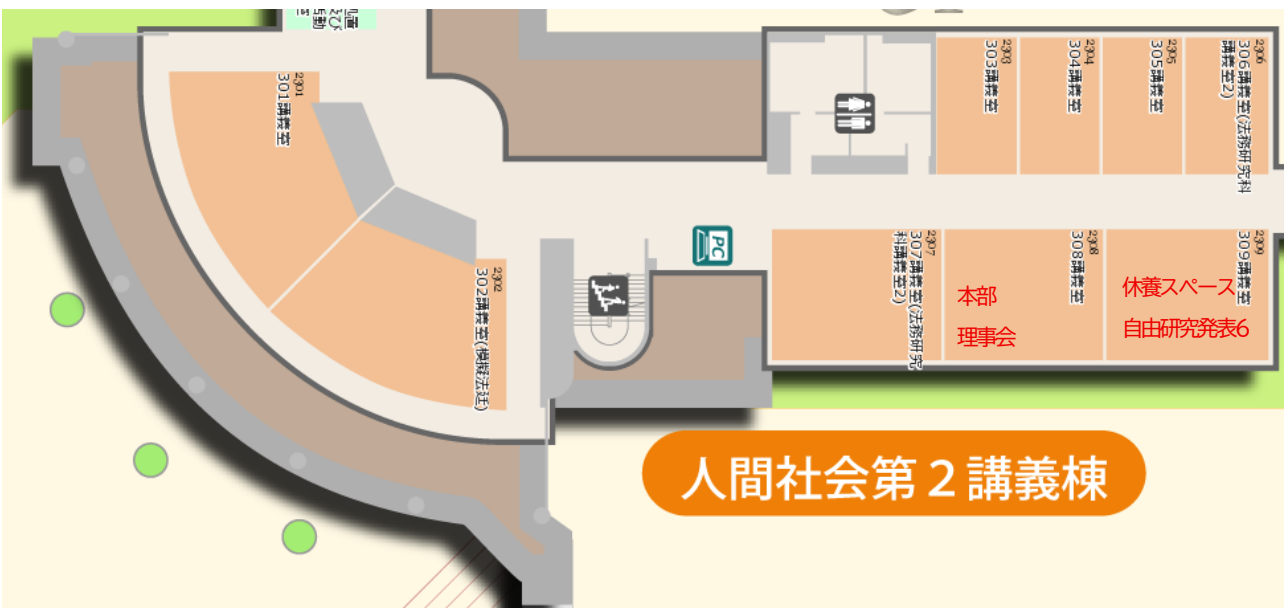 2301
301講義室
2302
302講義室(模擬法廷)
2303
303講義室
2304
304講義室
2305
305講義室
2306
306講義室(法務研究科
講義室2)
PC
2307
307講義室(法務研究
科講義室2)
2308
308講義室
本部
理事会
2309
309講義室
休養スペース
自由研究発表6
人間社会第2講義棟